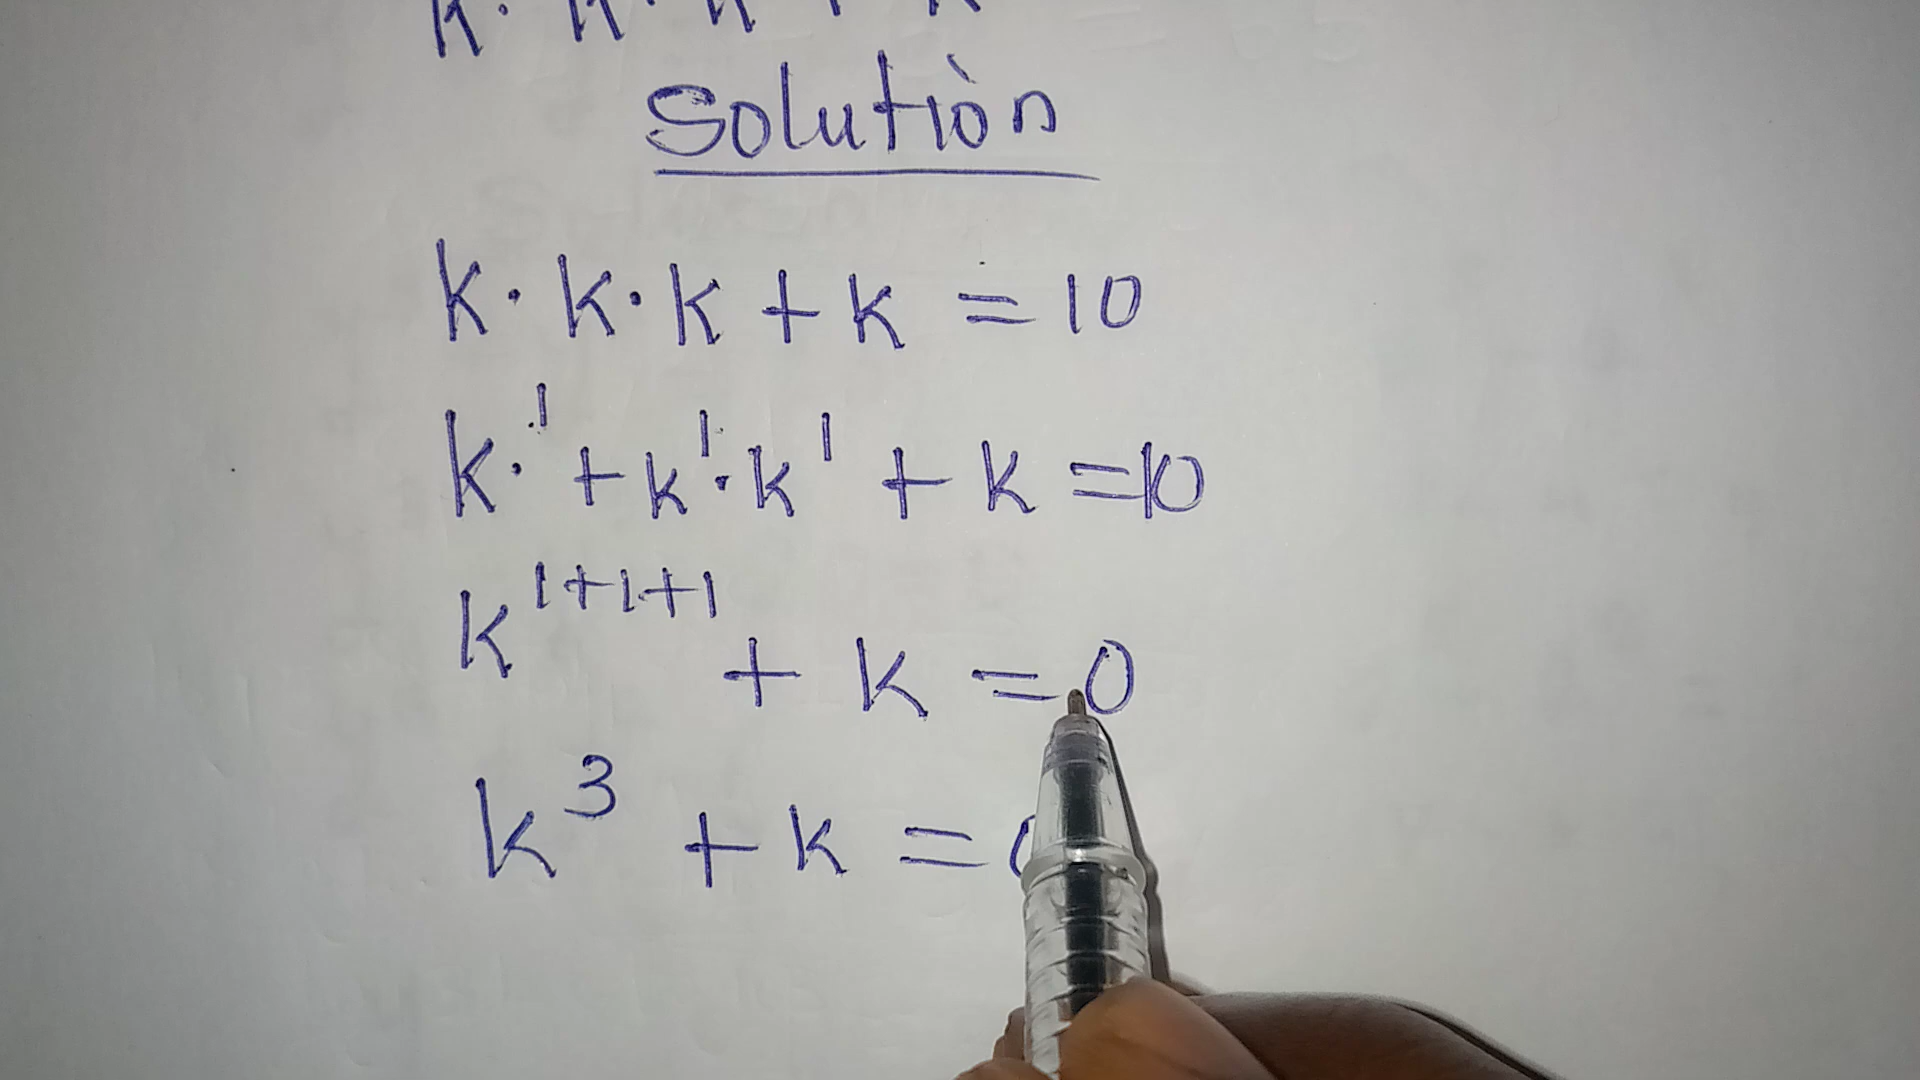 Solution
k · k · k + k = 10
k·¹ + k¹· k¹ + k = 10
k¹⁺¹⁺¹ + k = 0
k³ + k =